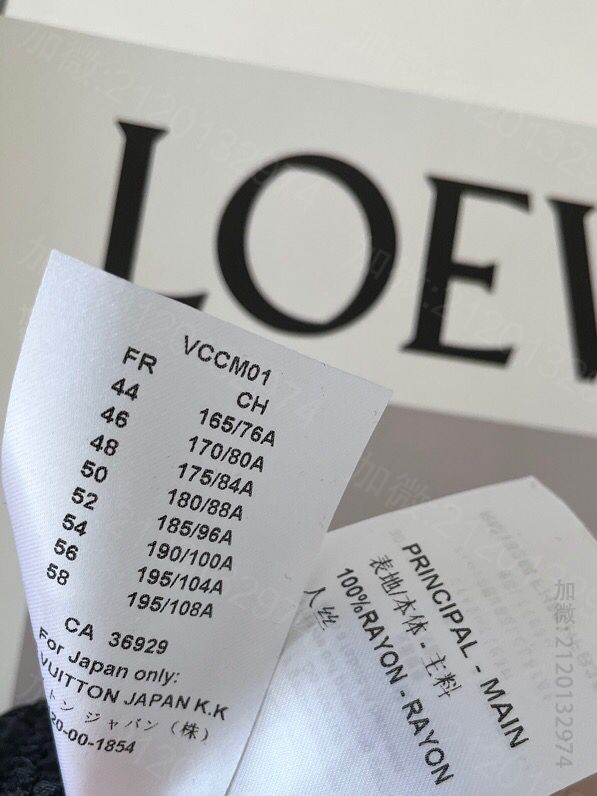 LOEW
VCCM01
FR CH
44 165/76A
46 170/80A
48 175/84A
50 180/88A
52 185/96A
54 190/100A
56 195/104A
58 195/108A
CA 36929
For Japan only:
VUITTON JAPAN K.K
トン ジャパン（株）
20-00-1854
PRINCIPAL - MAIN
表地/本体 - 主料
100%RAYON - RAYON
人丝
加微:2120132974